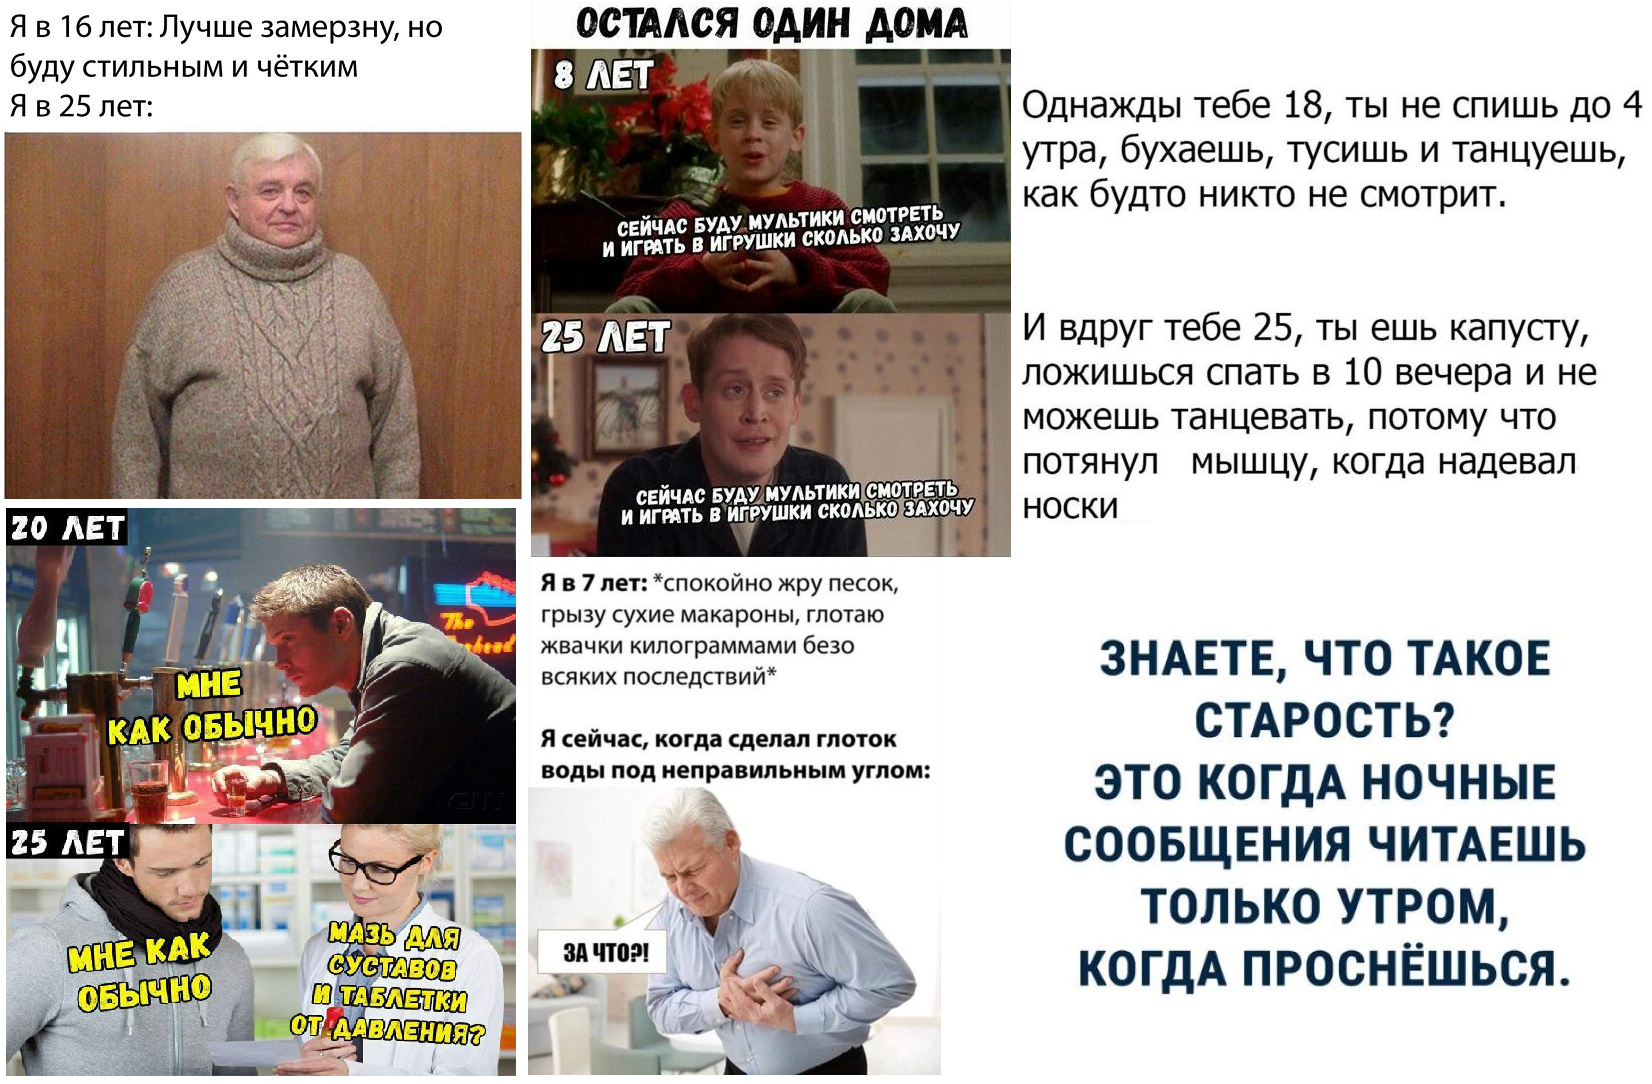 Я в 16 лет: Лучше замерзну, но
буду стильным и чётким
Я в 25 лет:
20 ЛЕТ
МНЕ
КАК ОБЫЧНО
25 ЛЕТ
МНЕ КАК
ОБЫЧНО
МАЗЬ ДЛЯ
СУСТАВОВ
И ТАБЛЕТКИ
ОТ ДАВЛЕНИЯ?
ОСТАЛСЯ ОДИН ДОМА
8 ЛЕТ
СЕЙЧАС БУДУ МУЛЬТИКИ СМОТРЕТЬ
И ИГРАТЬ В ИГРУШКИ СКОЛЬКО ЗАХОЧУ
25 ЛЕТ
СЕЙЧАС БУДУ МУЛЬТИКИ СМОТРЕТЬ
И ИГРАТЬ В ИГРУШКИ СКОЛЬКО ЗАХОЧУ
Я в 7 лет: *спокойно жру песок,
грызу сухие макароны, глотаю
жвачки килограммами безо
всяких последствий*
Я сейчас, когда сделал глоток
воды под неправильным углом:
ЗА ЧТО?!
Однажды тебе 18, ты не спишь до 4
утра, бухаешь, тусишь и танцуешь,
как будто никто не смотрит.
И вдруг тебе 25, ты ешь капусту,
ложишься спать в 10 вечера и не
можешь танцевать, потому что
потянул мышцу, когда надевал
носки
ЗНАЕТЕ, ЧТО ТАКОЕ
СТАРОСТЬ?
ЭТО КОГДА НОЧНЫЕ
СООБЩЕНИЯ ЧИТАЕШЬ
ТОЛЬКО УТРОМ,
КОГДА ПРОСНЁШЬСЯ.